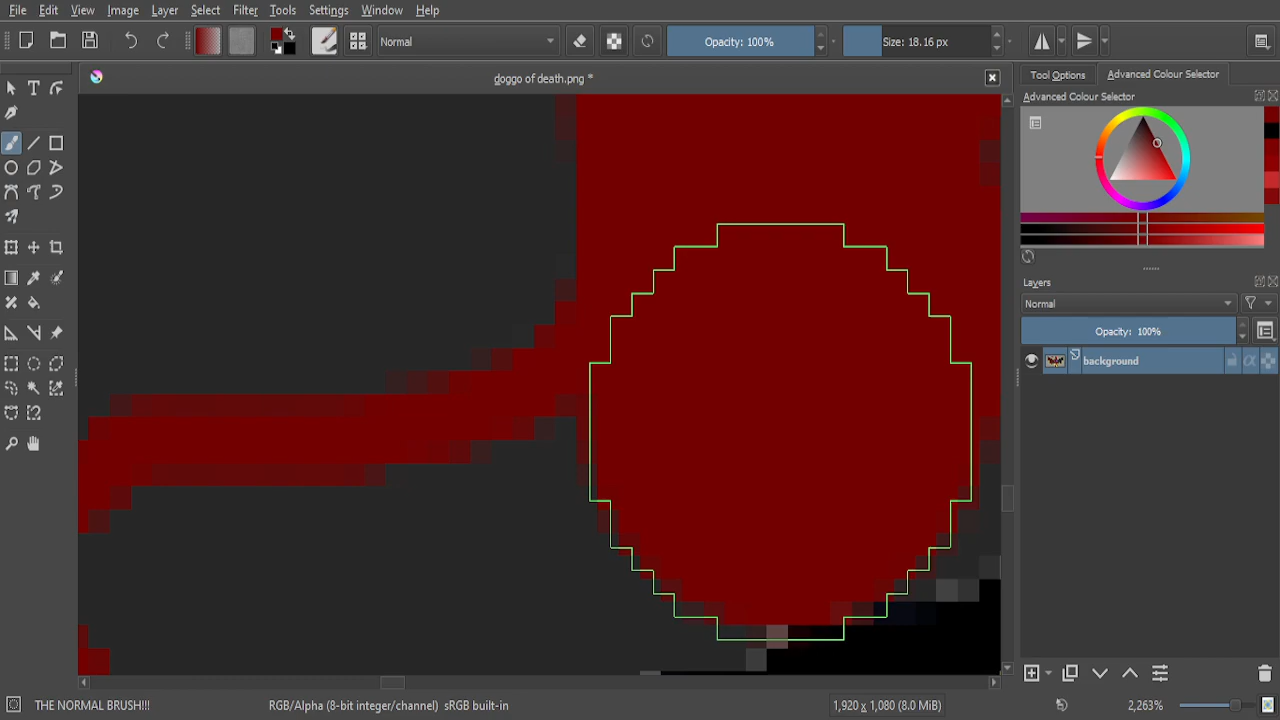 File Edit View Image Layer Select Filter Tools Settings Window Help
Normal Opacity: 100% Size: 18.16 px
doggo of death.png *
Tool Options Advanced Colour Selector
Advanced Colour Selector
Layers
Normal
Opacity: 100%
background
THE NORMAL BRUSH!!! RGB/Alpha (8-bit integer/channel) sRGB built-in 1,920 x 1,080 (8.0 MiB) 2,263%